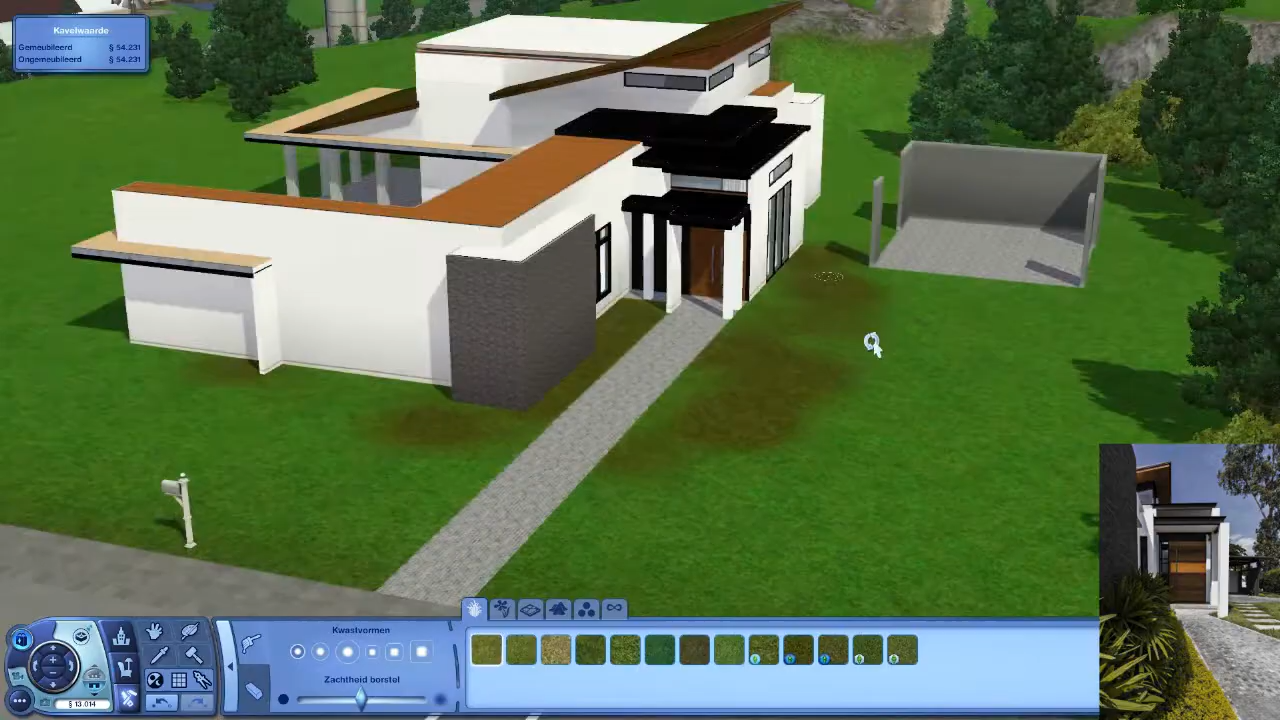 Kavelwaarde
Gemeubileerd § 54.231
Ongemeubileerd § 54.231
Kwastvormen
Zachtheid borstel
§ 13.014